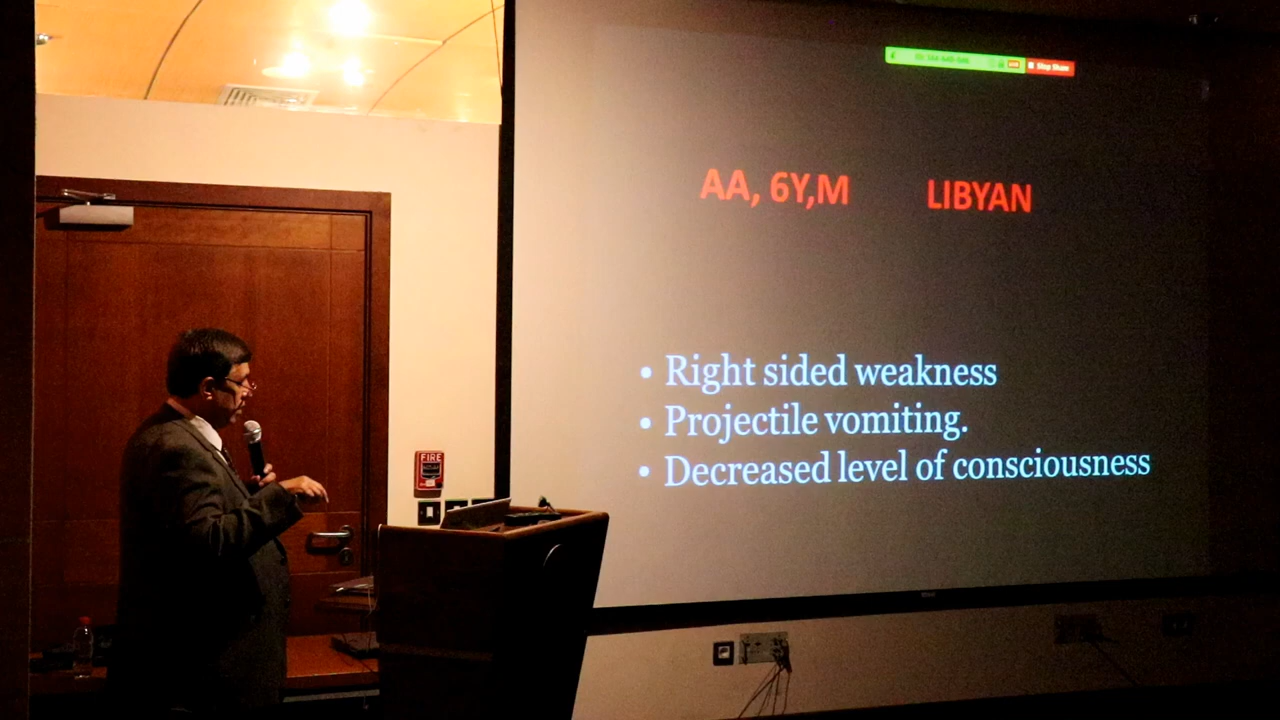 Stop Share
AA, 6Y,M LIBYAN
• Right sided weakness
• Projectile vomiting.
• Decreased level of consciousness
FIRE